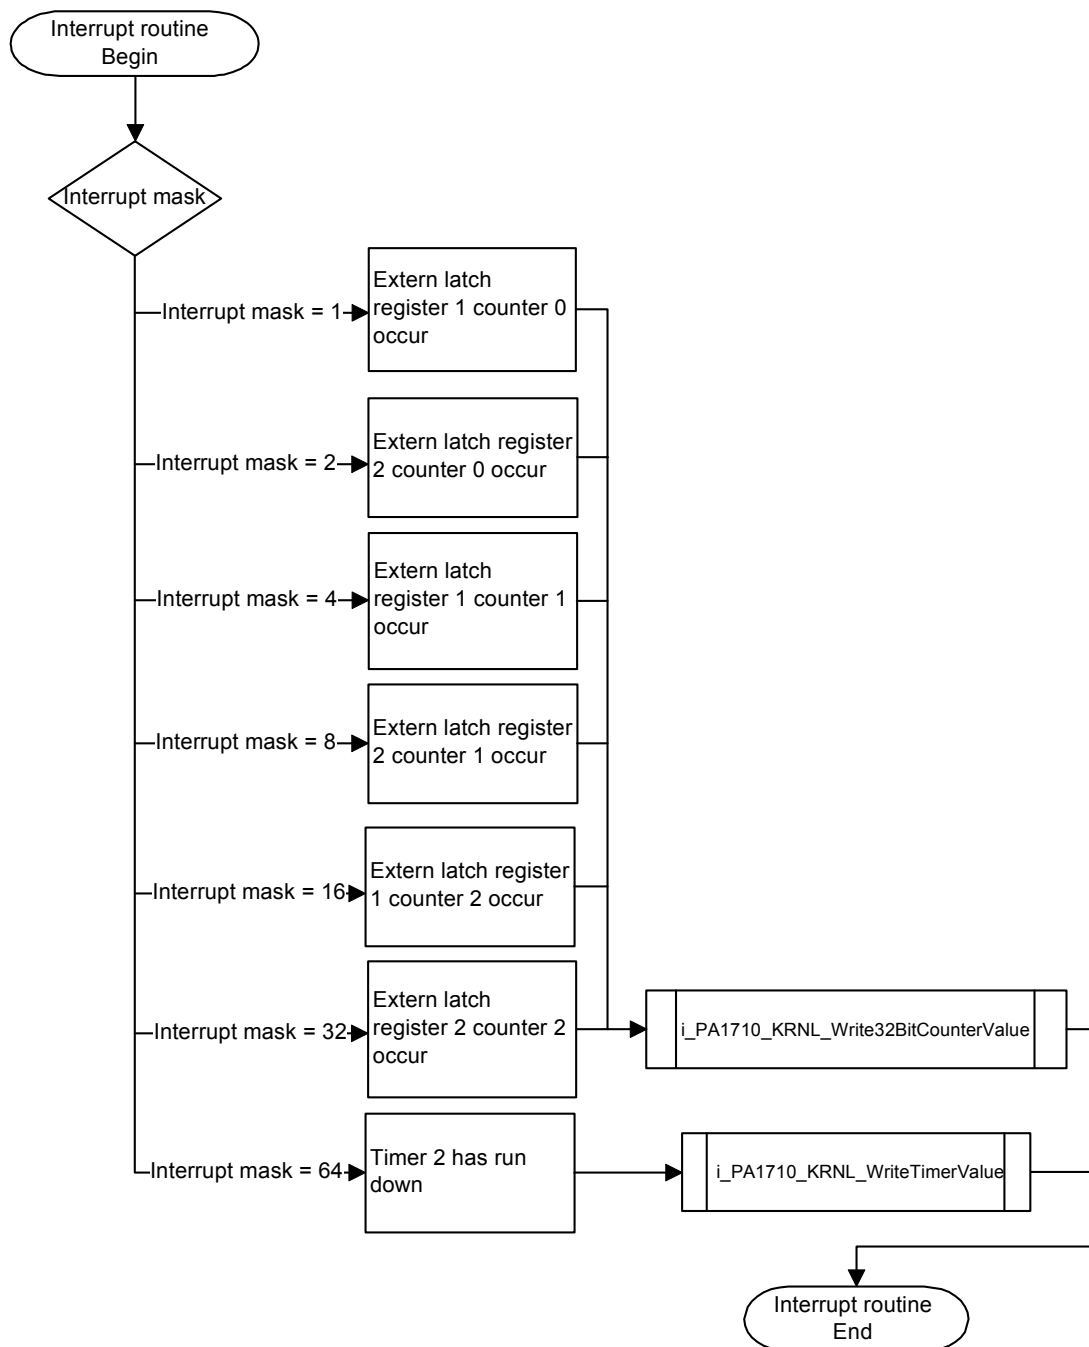 Interrupt routine
Begin
Interrupt mask
Interrupt mask = 1
Extern latch
register 1 counter 0
occur
Interrupt mask = 2
Extern latch register
2 counter 0 occur
Interrupt mask = 4
Extern latch
register 1 counter 1
occur
Interrupt mask = 8
Extern latch register
2 counter 1 occur
Interrupt mask = 16
Extern latch register
1 counter 2 occur
Interrupt mask = 32
Extern latch
register 2 counter 2
occur
i_PA1710_KRNL_Write32BitCounterValue
Interrupt mask = 64
Timer 2 has run
down
i_PA1710_KRNL_WriteTimerValue
Interrupt routine
End